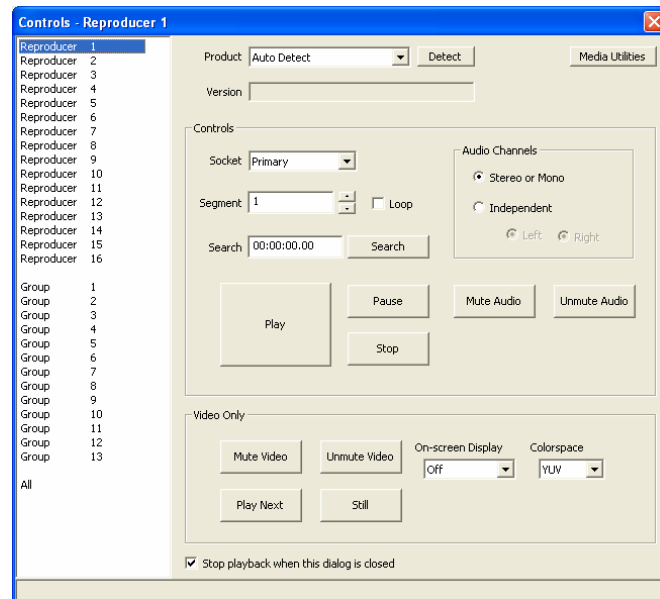 Controls - Reproducer 1
Reproducer 1
Reproducer 2
Reproducer 3
Reproducer 4
Reproducer 5
Reproducer 6
Reproducer 7
Reproducer 8
Reproducer 9
Reproducer 10
Reproducer 11
Reproducer 12
Reproducer 13
Reproducer 14
Reproducer 15
Reproducer 16
Group 1
Group 2
Group 3
Group 4
Group 5
Group 6
Group 7
Group 8
Group 9
Group 10
Group 11
Group 12
Group 13
All
Product Auto Detect Detect Media Utilities
Version
Controls
Socket Primary
Segment 1 Loop
Search 00:00:00.00 Search
Audio Channels
Stereo or Mono
Independent
Left Right
Play Pause Mute Audio Unmute Audio
Stop
Video Only
Mute Video Unmute Video On-screen Display Colorspace
Off YUV
Play Next Still
Stop playback when this dialog is closed